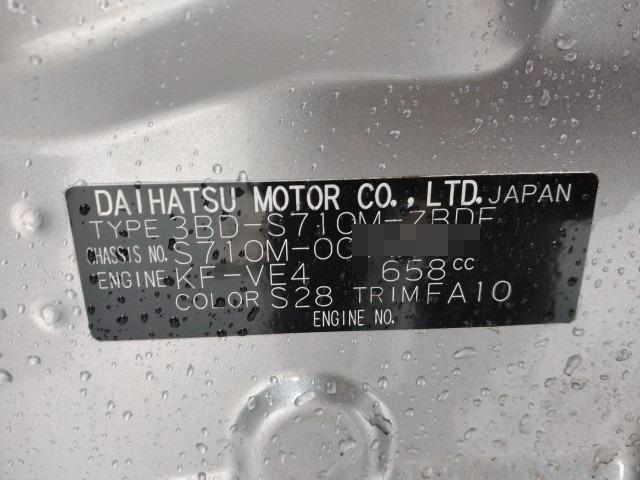 DAIHATSU MOTOR CO., LTD. JAPAN
TYPE 3BD-S710M-ZBDF
CHASSIS NO. S710M-00
ENGINE KF-VE4 658cc
COLOR S28 TRIM FA10
ENGINE NO.